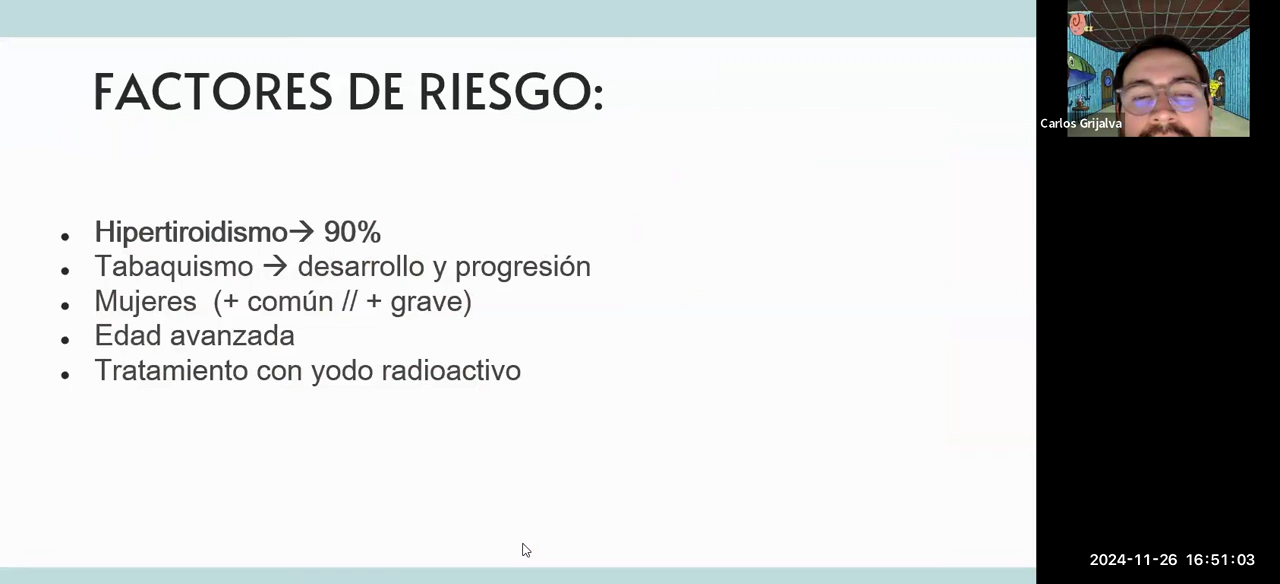 FACTORES DE RIESGO:
• Hipertiroidismo→ 90%
• Tabaquismo → desarrollo y progresión
• Mujeres  (+ común // + grave)
• Edad avanzada
• Tratamiento con yodo radioactivo
Carlos Grijalva
2024-11-26 16:51:03